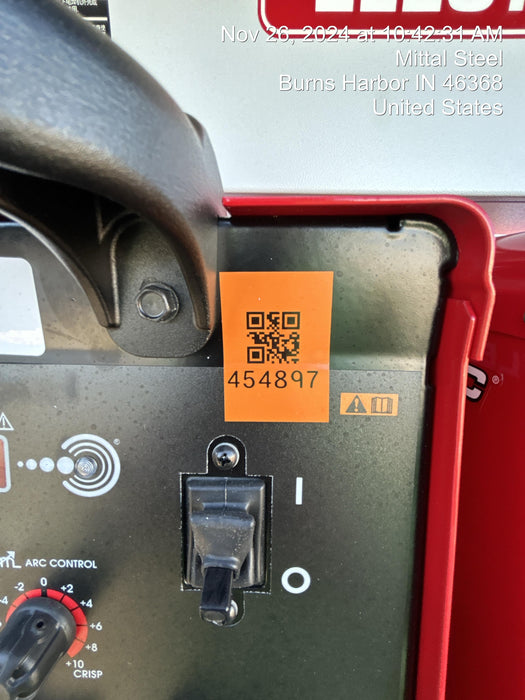 Nov 26, 2024 at 10:42:31 AM
Mittal Steel
Burns Harbor IN 46368
United States
454897
I
O
®
ARC CONTROL
-2 0 +2
+4
+6
+8
+10
CRISP